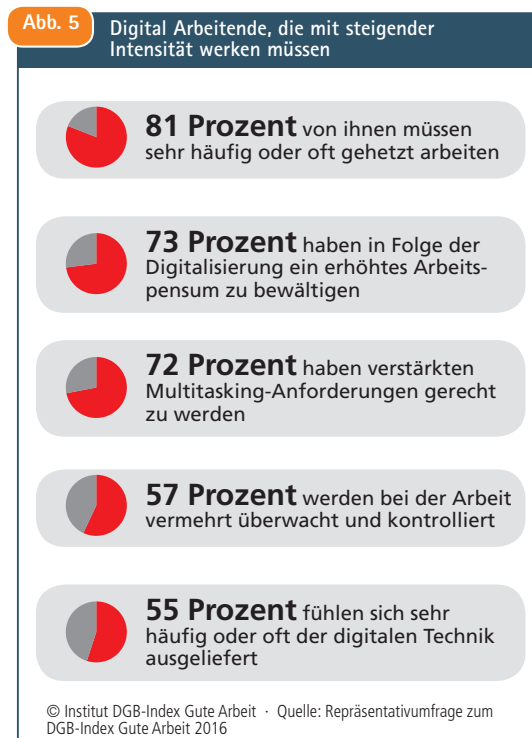 Abb. 5
Digital Arbeitende, die mit steigender
Intensität werken müssen
81 Prozent von ihnen müssen
sehr häufig oder oft gehetzt arbeiten
73 Prozent haben in Folge der
Digitalisierung ein erhöhtes Arbeits-
pensum zu bewältigen
72 Prozent haben verstärkten
Multitasking-Anforderungen gerecht
zu werden
57 Prozent werden bei der Arbeit
vermehrt überwacht und kontrolliert
55 Prozent fühlen sich sehr
häufig oder oft der digitalen Technik
ausgeliefert
© Institut DGB-Index Gute Arbeit · Quelle: Repräsentativumfrage zum
DGB-Index Gute Arbeit 2016